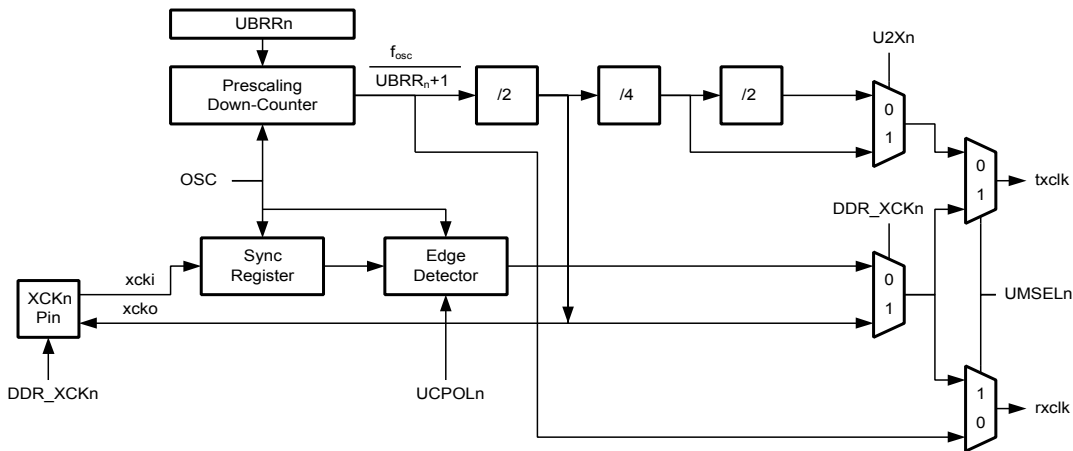 UBRRn
fosc
U2Xn
Prescaling
Down-Counter
UBRRn+1
/2
/4
/2
0
1
OSC
0
1
txclk
DDR_XCKn
Sync
Register
Edge
Detector
xcki
XCKn
Pin
xcko
0
1
UMSELn
DDR_XCKn
UCPOLn
1
0
rxclk